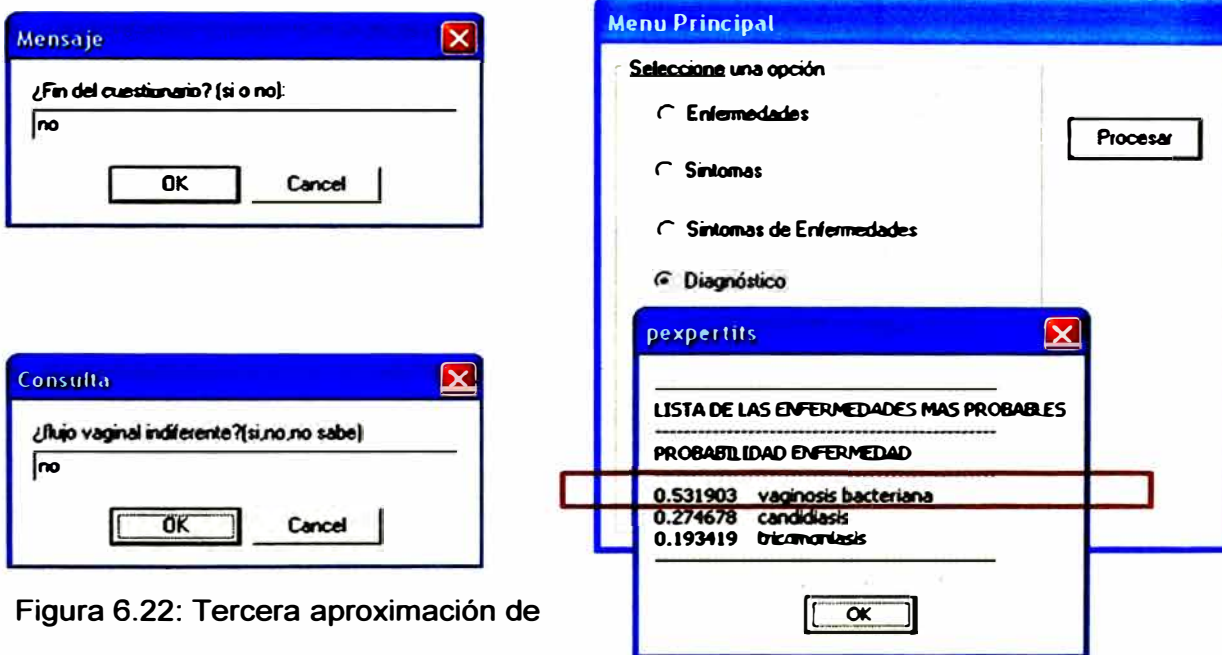 Mensaje
¿Fin del cuestionario? (si o no):
no
OK Cancel
Consulta
¿flujo vaginal indiferente?(si,no,no sabe)
no
OK Cancel
Figura 6.22: Tercera aproximación de
Menu Principal
Seleccione una opción
Enfermedades
Procesar
Sintomas
Sintomas de Enfermedades
Diagnóstico
pexpertits
LISTA DE LAS ENFERMEDADES MAS PROBABLES
PROBABILIDAD ENFERMEDAD
0.531903 vaginosis bacteriana
0.274678 candidiasis
0.193419 tricomoniasis
OK